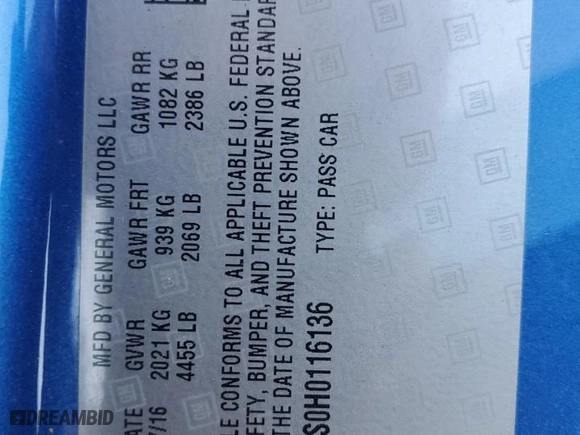 MFD BY GENERAL MOTORS LLC
ATE GVWR GAWR FRT GAWR RR
/16 2021 KG 939 KG 1082 KG
4455 LB 2069 LB 2386 LB
LE CONFORMS TO ALL APPLICABLE U.S. FEDERAL
FETY, BUMPER, AND THEFT PREVENTION STANDAR
THE DATE OF MANUFACTURE SHOWN ABOVE.
S0H0116136 TYPE: PASS CAR
GM
DREAMBID